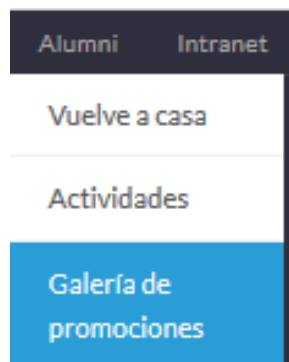 Alumni Intranet
Vuelve a casa
Actividades
Galería de
promociones